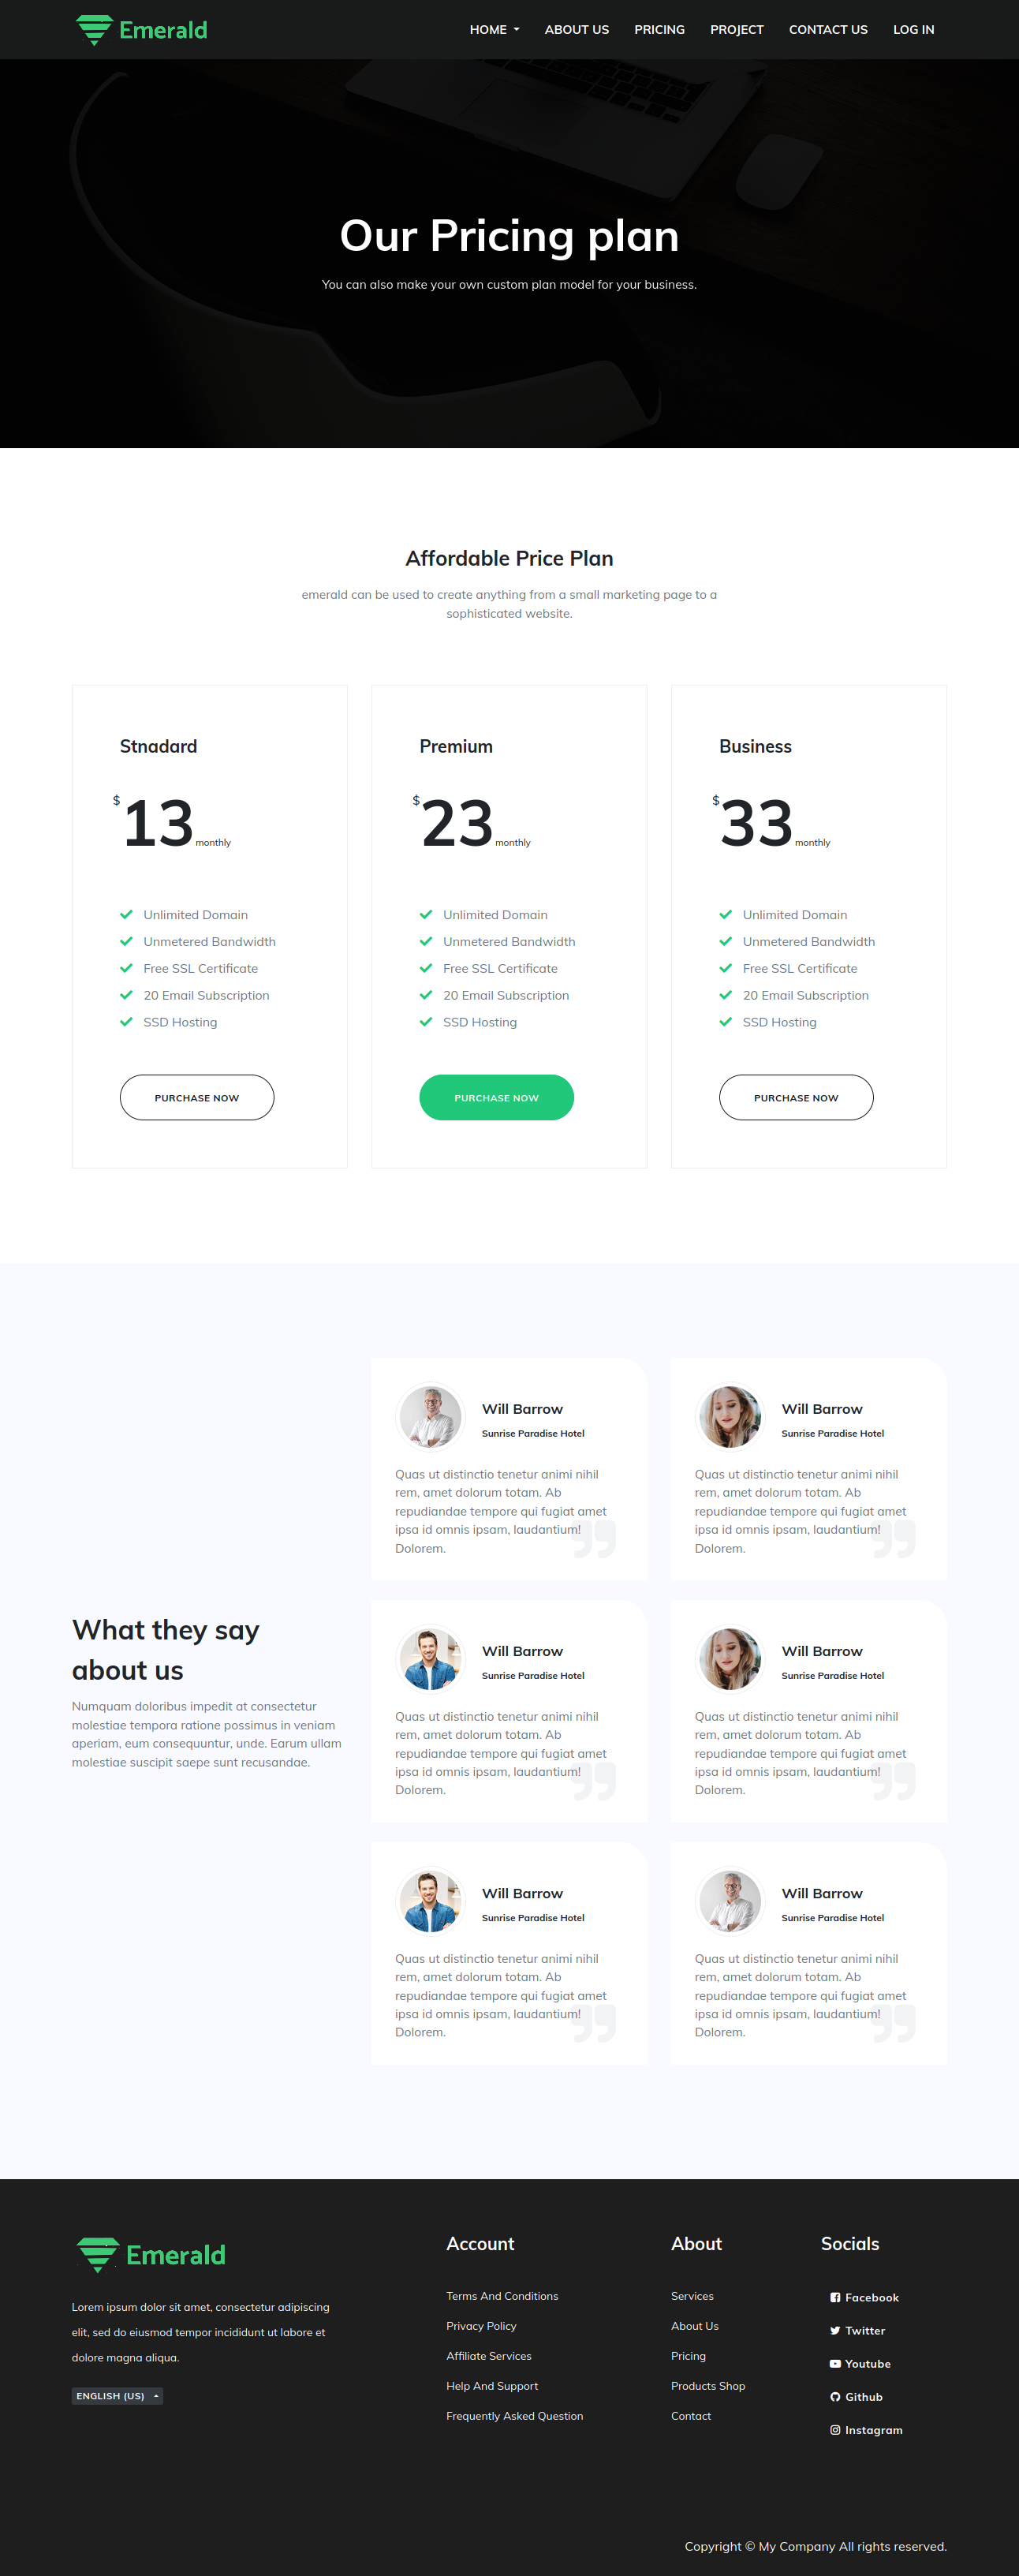 Emerald
HOME
ABOUT US
PRICING
PROJECT
CONTACT US
LOG IN
Our Pricing plan
You can also make your own custom plan model for your business.
Affordable Price Plan
emerald can be used to create anything from a small marketing page to a
sophisticated website.
Stnadard
$13 monthly
Unlimited Domain
Unmetered Bandwidth
Free SSL Certificate
20 Email Subscription
SSD Hosting
PURCHASE NOW
Premium
$23 monthly
Unlimited Domain
Unmetered Bandwidth
Free SSL Certificate
20 Email Subscription
SSD Hosting
PURCHASE NOW
Business
$33 monthly
Unlimited Domain
Unmetered Bandwidth
Free SSL Certificate
20 Email Subscription
SSD Hosting
PURCHASE NOW
What they say
about us
Numquam doloribus impedit at consectetur
molestiae tempora ratione possimus in veniam
aperiam, eum consequuntur, unde. Earum ullam
molestiae suscipit saepe sunt recusandae.
Will Barrow
Sunrise Paradise Hotel
Quas ut distinctio tenetur animi nihil
rem, amet dolorum totam. Ab
repudiandae tempore qui fugiat amet
ipsa id omnis ipsam, laudantium!
Dolorem.
Will Barrow
Sunrise Paradise Hotel
Quas ut distinctio tenetur animi nihil
rem, amet dolorum totam. Ab
repudiandae tempore qui fugiat amet
ipsa id omnis ipsam, laudantium!
Dolorem.
Will Barrow
Sunrise Paradise Hotel
Quas ut distinctio tenetur animi nihil
rem, amet dolorum totam. Ab
repudiandae tempore qui fugiat amet
ipsa id omnis ipsam, laudantium!
Dolorem.
Will Barrow
Sunrise Paradise Hotel
Quas ut distinctio tenetur animi nihil
rem, amet dolorum totam. Ab
repudiandae tempore qui fugiat amet
ipsa id omnis ipsam, laudantium!
Dolorem.
Will Barrow
Sunrise Paradise Hotel
Quas ut distinctio tenetur animi nihil
rem, amet dolorum totam. Ab
repudiandae tempore qui fugiat amet
ipsa id omnis ipsam, laudantium!
Dolorem.
Will Barrow
Sunrise Paradise Hotel
Quas ut distinctio tenetur animi nihil
rem, amet dolorum totam. Ab
repudiandae tempore qui fugiat amet
ipsa id omnis ipsam, laudantium!
Dolorem.
Emerald
Lorem ipsum dolor sit amet, consectetur adipiscing
elit, sed do eiusmod tempor incididunt ut labore et
dolore magna aliqua.
ENGLISH (US)
Account
Terms And Conditions
Privacy Policy
Affiliate Services
Help And Support
Frequently Asked Question
About
Services
About Us
Pricing
Products Shop
Contact
Socials
Facebook
Twitter
Youtube
Github
Instagram
Copyright © My Company All rights reserved.